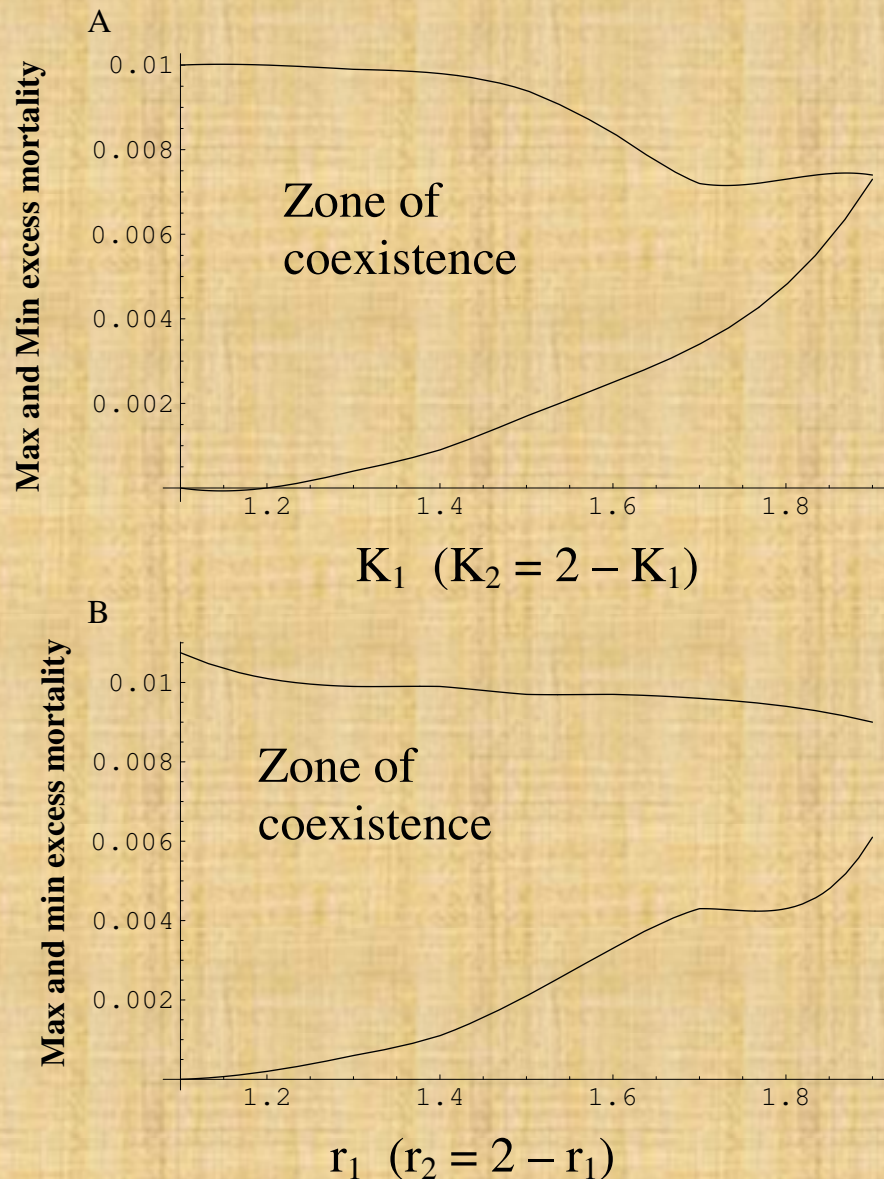 A
Max and Min excess mortality
0.01
0.008
0.006
0.004
0.002
Zone of
coexistence
1.2 1.4 1.6 1.8
K₁ (K₂ = 2 – K₁)
B
Max and min excess mortality
0.01
0.008
0.006
0.004
0.002
Zone of
coexistence
1.2 1.4 1.6 1.8
r₁ (r₂ = 2 – r₁)